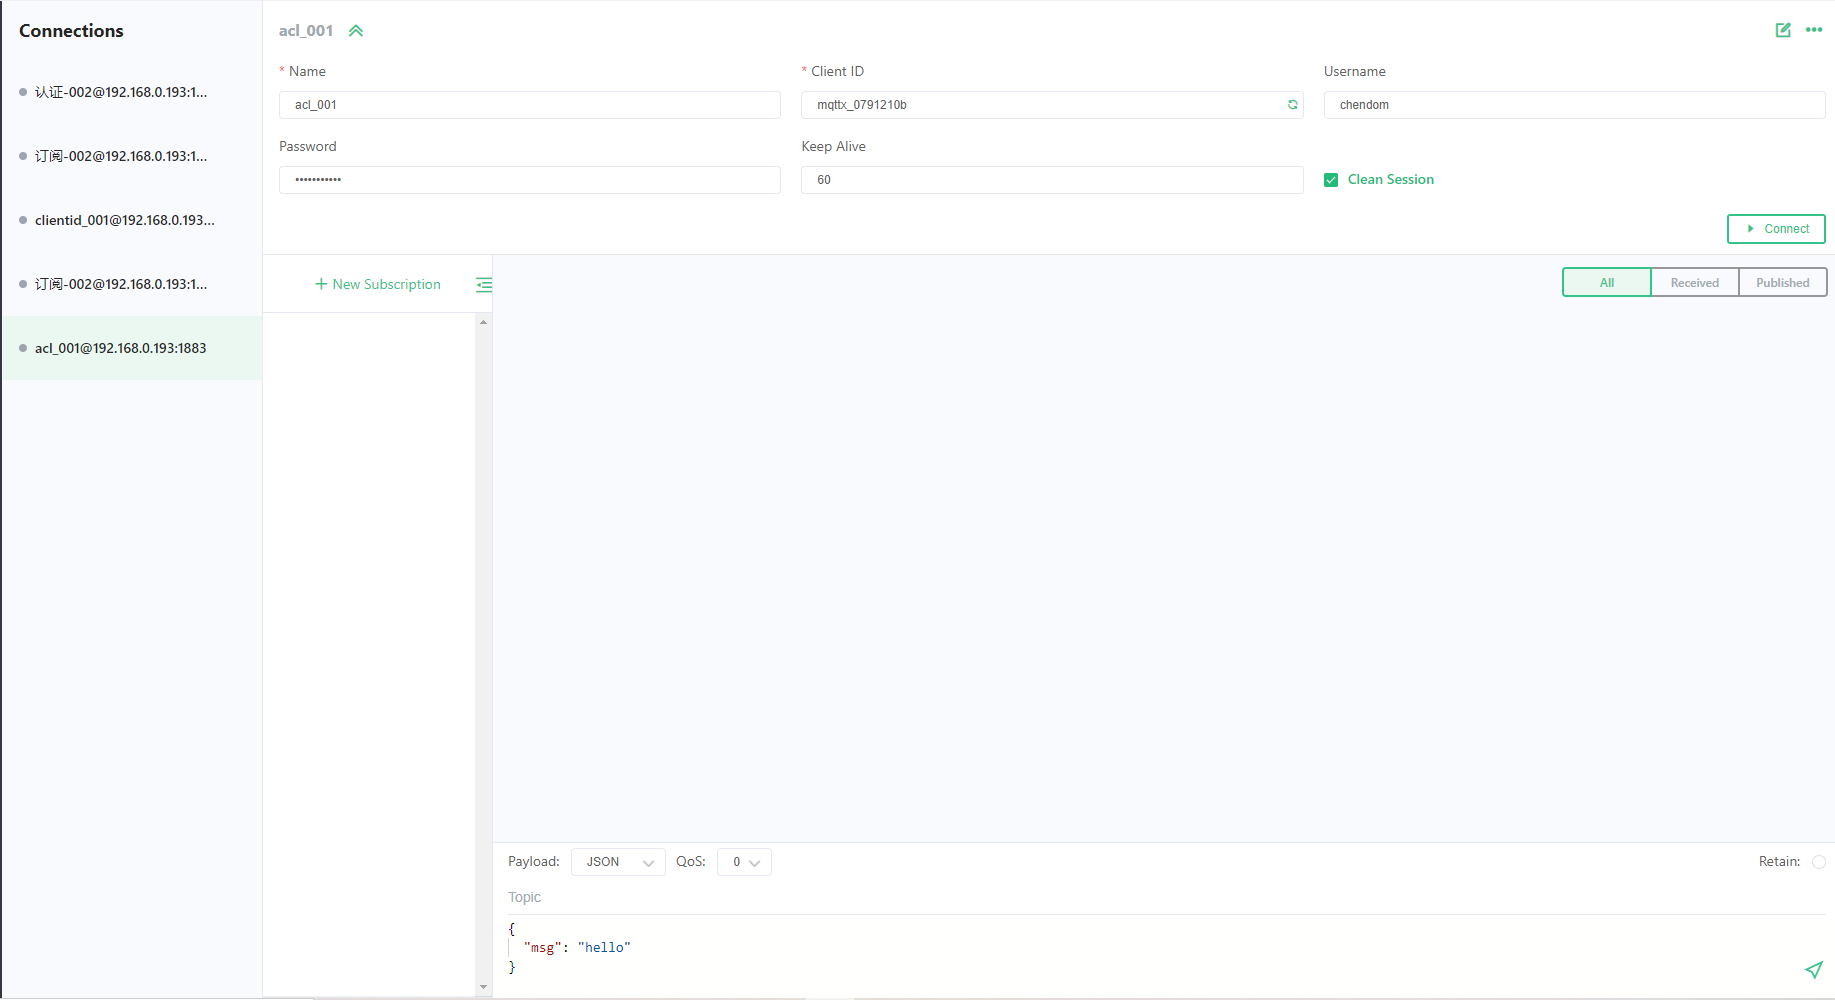 Connections
认证-002@192.168.0.193:1...
订阅-002@192.168.0.193:1...
clientid_001@192.168.0.193...
订阅-002@192.168.0.193:1...
acl_001@192.168.0.193:1883
acl_001
* Name
* Client ID
Username
acl_001
mqttx_0791210b
chendom
Password
Keep Alive
•••••••••••
60
Clean Session
Connect
+ New Subscription
All
Received
Published
Payload:
JSON
QoS:
0
Retain:
Topic
{
"msg": "hello"
}